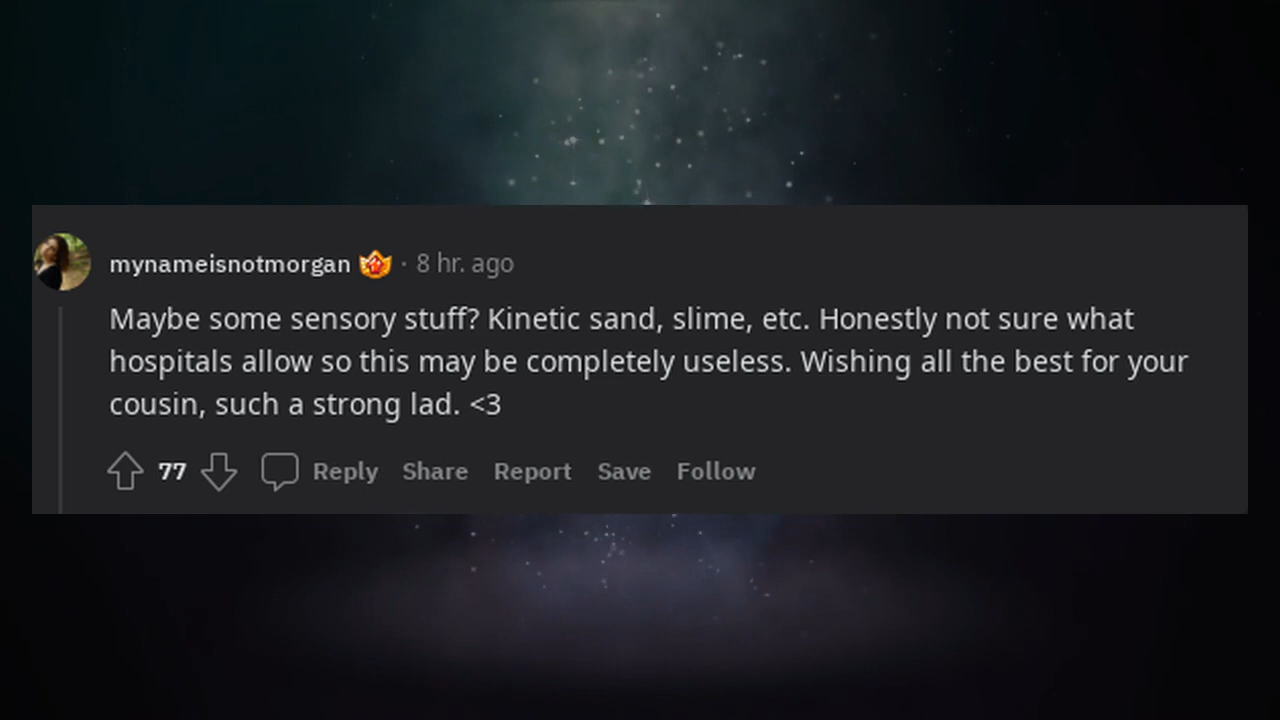 mynameisnotmorgan · 8 hr. ago
Maybe some sensory stuff? Kinetic sand, slime, etc. Honestly not sure what
hospitals allow so this may be completely useless. Wishing all the best for your
cousin, such a strong lad. <3
77 Reply Share Report Save Follow